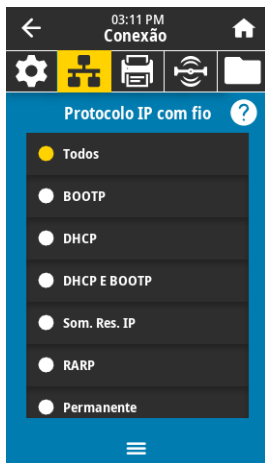 03:11 PM
Conexão
Protocolo IP com fio
?
Todos
BOOTP
DHCP
DHCP E BOOTP
Som. Res. IP
RARP
Permanente